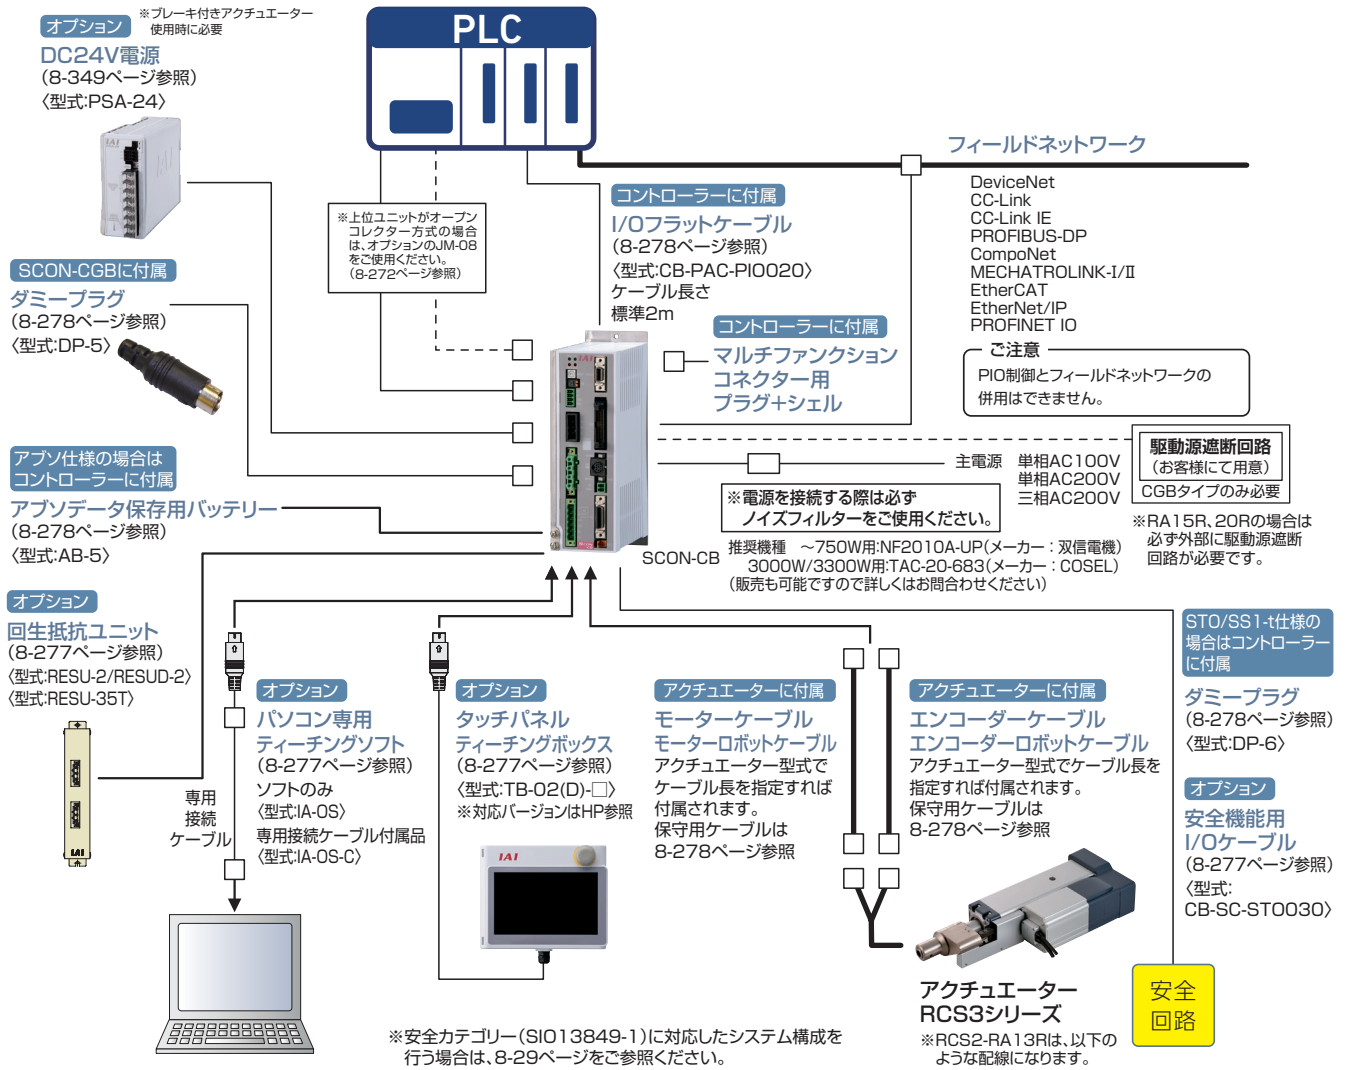 オプション
※ブレーキ付きアクチュエーター
使用時に必要
DC24V電源
(8-349ページ参照)
〈型式:PSA-24〉
IAI
SCON-CGBに付属
ダミープラグ
(8-278ページ参照)
〈型式:DP-5〉
アブソ仕様の場合は
コントローラーに付属
アブソデータ保存用バッテリー
(8-278ページ参照)
〈型式:AB-5〉
オプション
回生抵抗ユニット
(8-277ページ参照)
〈型式:RESU-2/RESUD-2〉
〈型式:RESU-35T〉
IAI
PLC
※上位ユニットがオープン
コレクター方式の場合
は、オプションのJM-08
をご使用ください。
(8-272ページ参照)
コントローラーに付属
I/Oフラットケーブル
(8-278ページ参照)
〈型式:CB-PAC-PIO020〉
ケーブル長さ
標準2m
コントローラーに付属
マルチファンクション
コネクター用
プラグ+シェル
IAI
SCON-CB
フィールドネットワーク
DeviceNet
CC-Link
CC-Link IE
PROFIBUS-DP
CompoNet
MECHATROLINK-I/II
EtherCAT
EtherNet/IP
PROFINET IO
ご注意
PIO制御とフィールドネットワークの
併用はできません。
駆動源遮断回路
(お客様にて用意)
CGBタイプのみ必要
※RA15R、20Rの場合は
必ず外部に駆動源遮断
回路が必要です。
主電源 単相AC100V
単相AC200V
三相AC200V
※電源を接続する際は必ず
ノイズフィルターをご使用ください。
推奨機種 ～750W用:NF2010A-UP(メーカー：双信電機)
3000W/3300W用:TAC-20-683(メーカー：COSEL)
(販売も可能ですので詳しくはお問合わせください)
オプション
パソコン専用
ティーチングソフト
(8-277ページ参照)
ソフトのみ
〈型式:IA-OS〉
専用接続ケーブル付属品
〈型式:IA-OS-C〉
専用
接続
ケーブル
オプション
タッチパネル
ティーチングボックス
(8-277ページ参照)
〈型式:TB-02(D)-□〉
※対応バージョンはHP参照
IAI
アクチュエーターに付属
モーターケーブル
モーターロボットケーブル
アクチュエーター型式で
ケーブル長を指定すれば
付属されます。
保守用ケーブルは
8-278ページ参照
アクチュエーターに付属
エンコーダーケーブル
エンコーダーロボットケーブル
アクチュエーター型式でケーブル長を
指定すれば付属されます。
保守用ケーブルは
8-278ページ参照
STO/SS1-t仕様の
場合はコントローラー
に付属
ダミープラグ
(8-278ページ参照)
〈型式:DP-6〉
オプション
安全機能用
I/Oケーブル
(8-277ページ参照)
〈型式:
CB-SC-STO030〉
安全
回路
アクチュエーター
RCS3シリーズ
※RCS2-RA13Rは、以下の
ような配線になります。
※安全カテゴリー(SIO13849-1)に対応したシステム構成を
行う場合は、8-29ページをご参照ください。